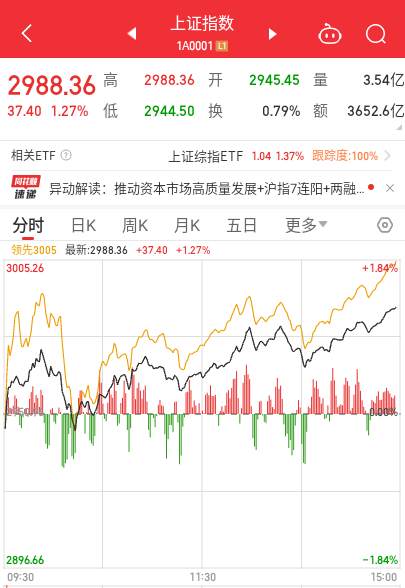 上证指数
1A0001 L1
2988.36 高 2988.36 开 2945.45 量 3.54亿
37.40 1.27% 低 2944.50 换 0.79% 额 3652.6亿
相关ETF ? 上证综指ETF 1.04 1.37% 跟踪度:100%
同花顺
速递
异动解读：推动资本市场高质量发展+沪指7连阳+两融...
分时 日K 周K 月K 五日 更多
领先3005 最新:2988.36 +37.40 +1.27%
3005.26 +1.84%
0.00%
2896.66 -1.84%
09:30 11:30 15:00